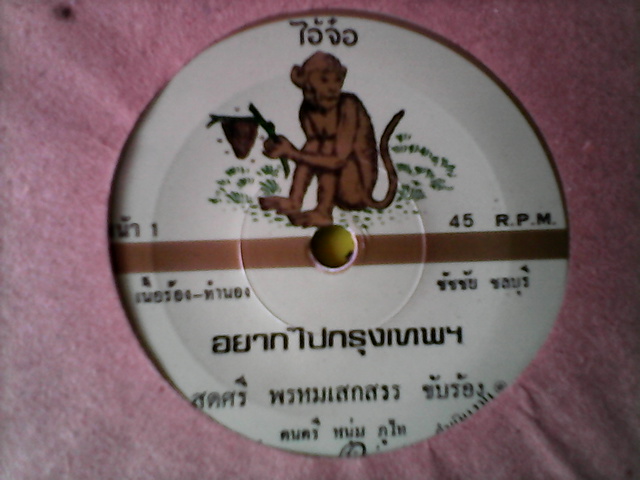 ไอ้จ๋อ
หน้า 1 45 R.P.M.
เนื้อร้อง-ทำนอง ชัยชัย ชลบุรี
อยากไปกรุงเทพฯ
สดศรี พรหมเสกสรร ขับร้อง
ดนตรี หนุ่ม ภูไท